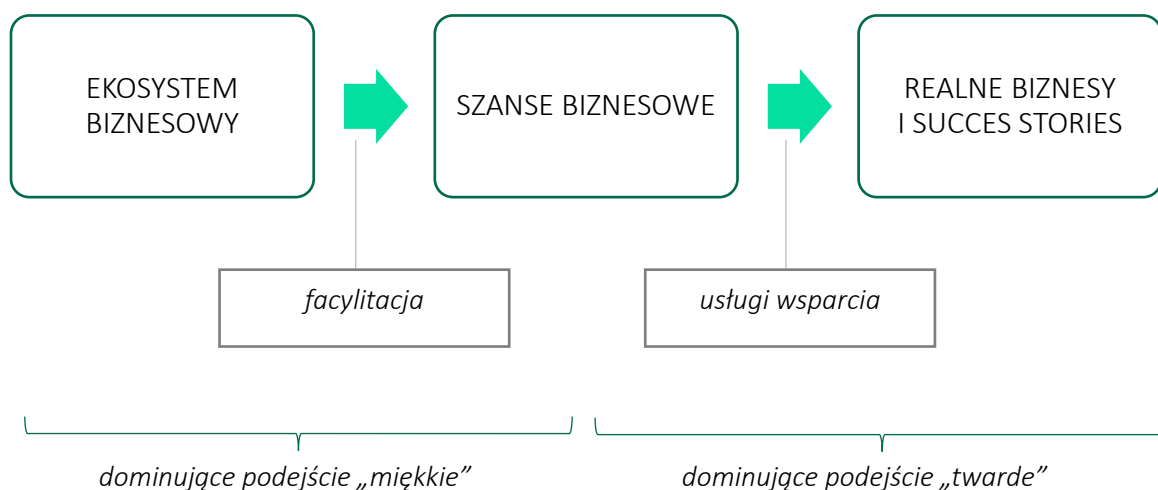 EKOSYSTEM
BIZNESOWY
SZANSE BIZNESOWE
REALNE BIZNESY
I SUCCES STORIES
facylitacja
usługi wsparcia
dominujące podejście „miękkie”
dominujące podejście „twarde”